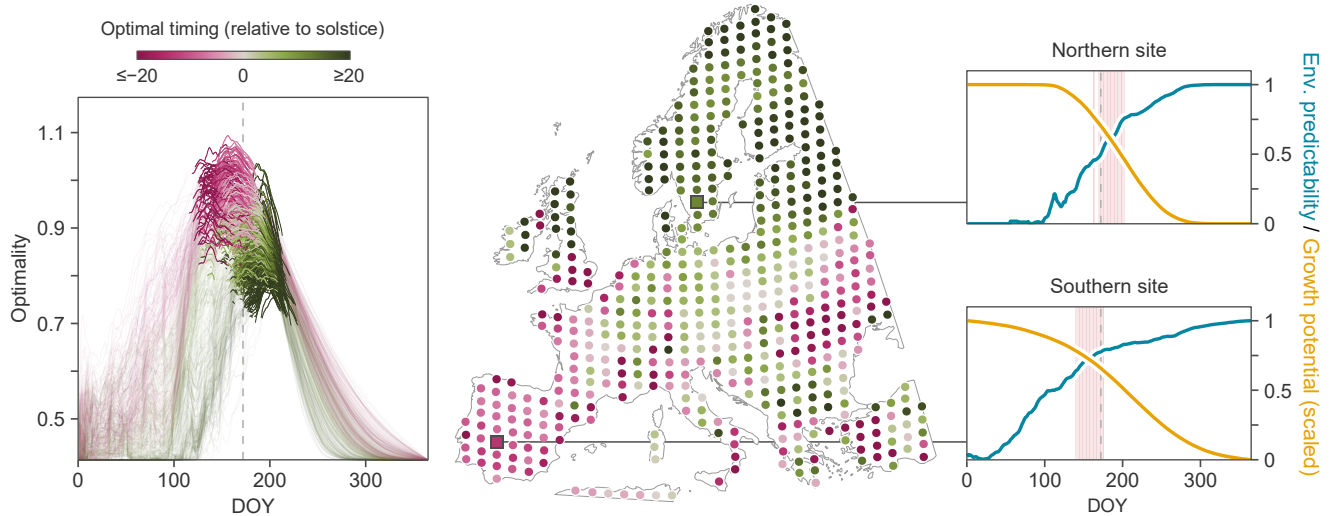 Optimal timing (relative to solstice)
≤−20 0 ≥20
Optimality
1.1
0.9
0.7
0.5
0 100 200 300
DOY
Northern site
1
0.5
0
Southern site
1
0.5
0
0 100 200 300
DOY
Env. predictability / Growth potential (scaled)